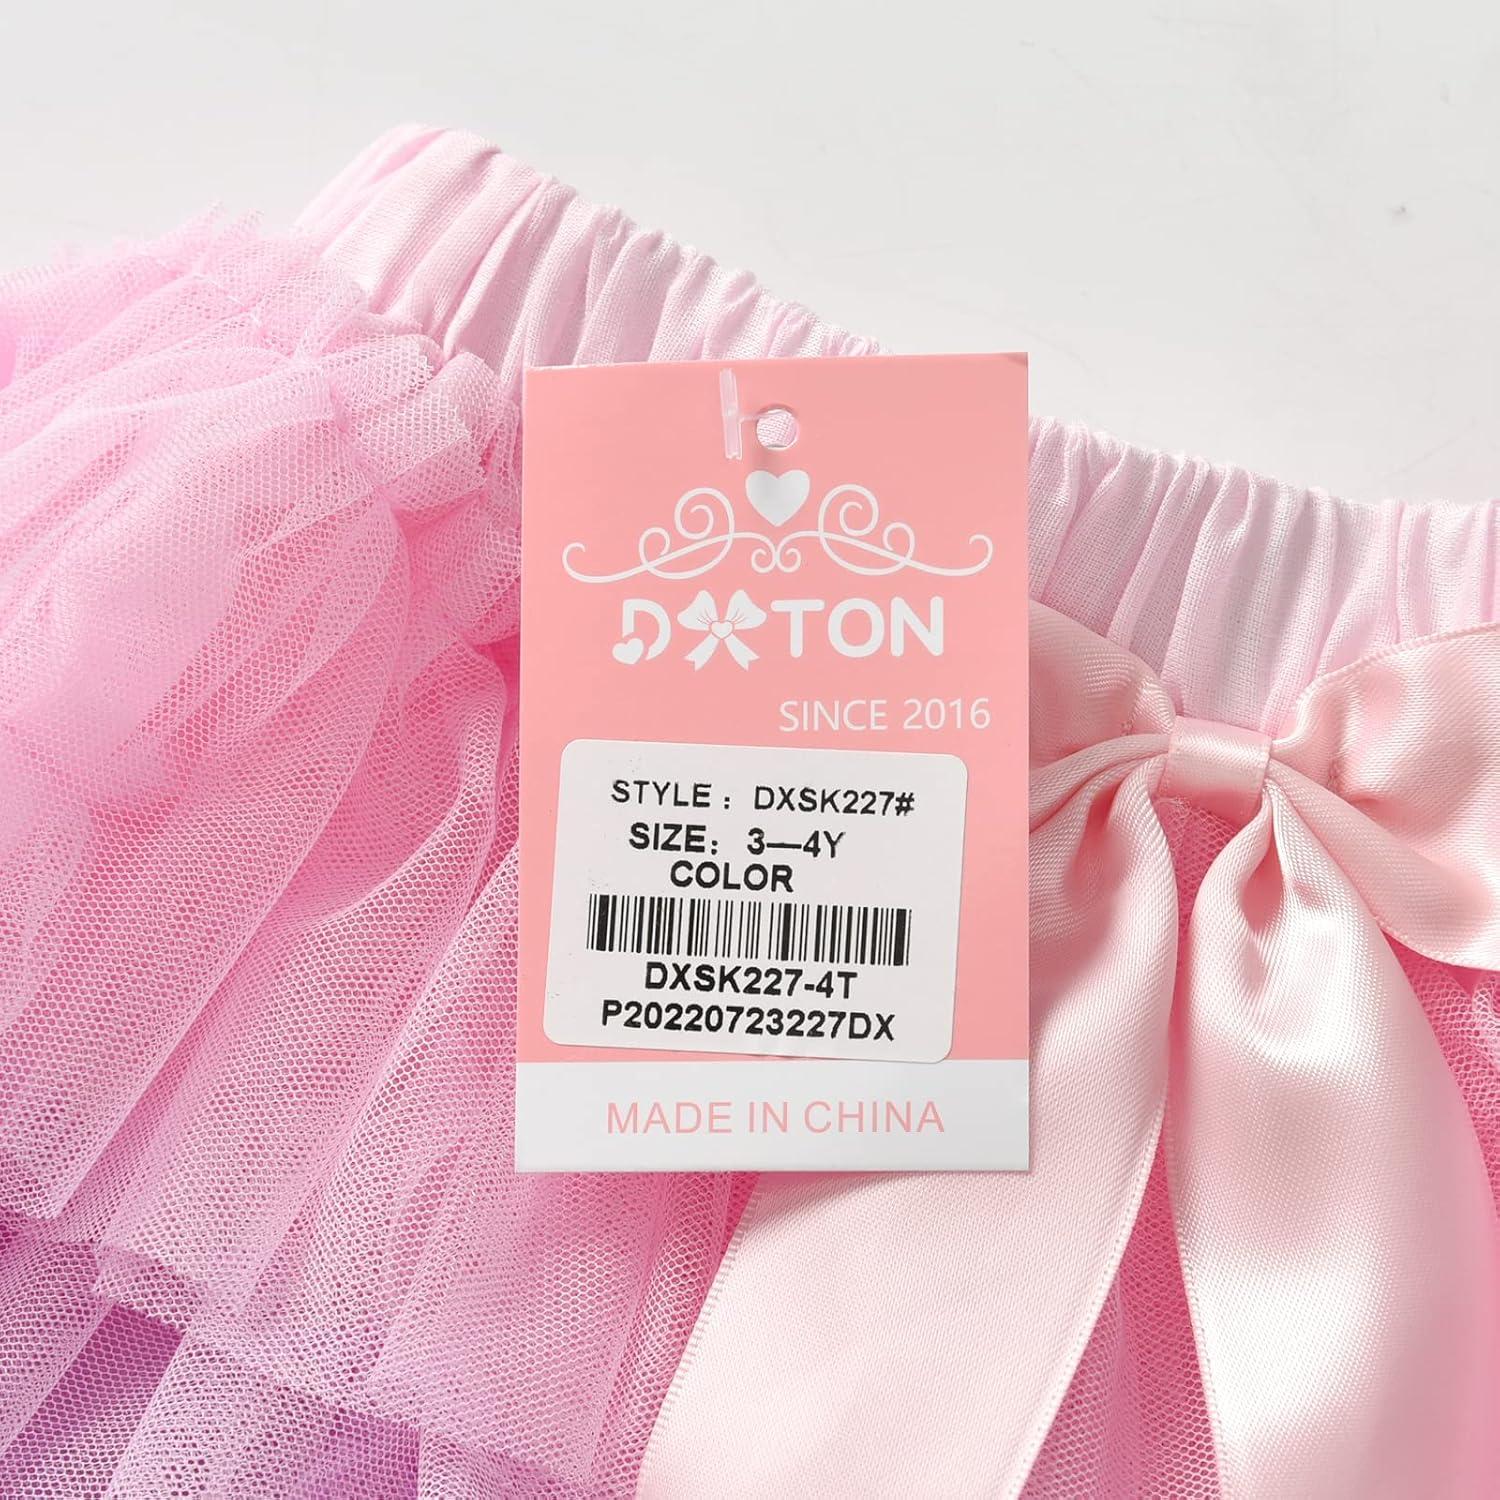 DXTON
SINCE 2016
STYLE : DXSK227#
SIZE: 3—4Y
COLOR
DXSK227-4T
P20220723227DX
MADE IN CHINA